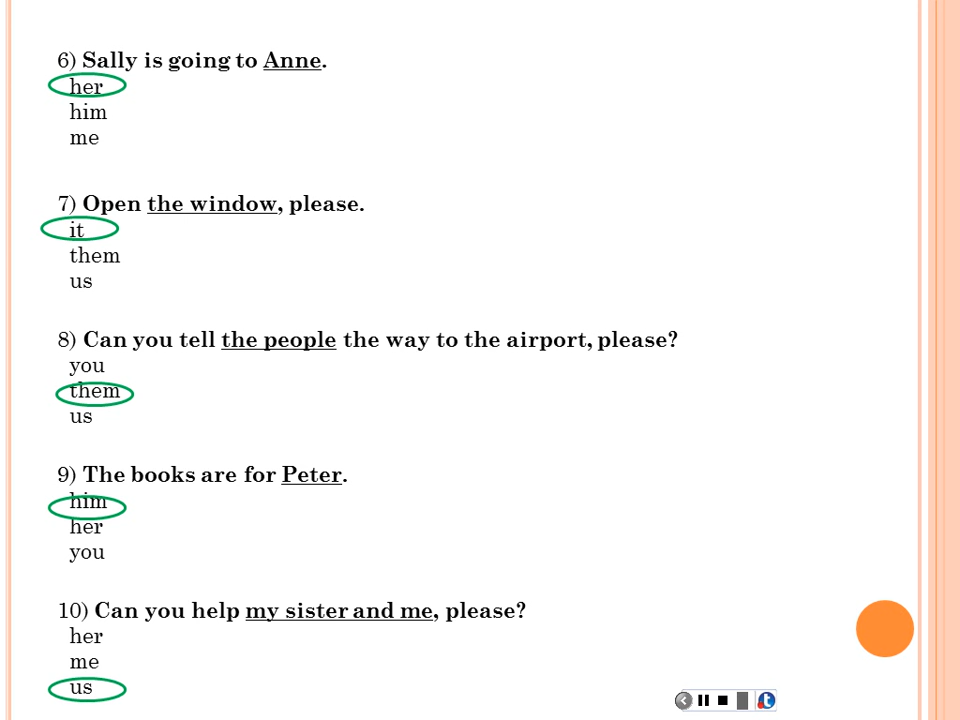 6) Sally is going to Anne.
her
him
me
7) Open the window, please.
it
them
us
8) Can you tell the people the way to the airport, please?
you
them
us
9) The books are for Peter.
him
her
you
10) Can you help my sister and me, please?
her
me
us
t